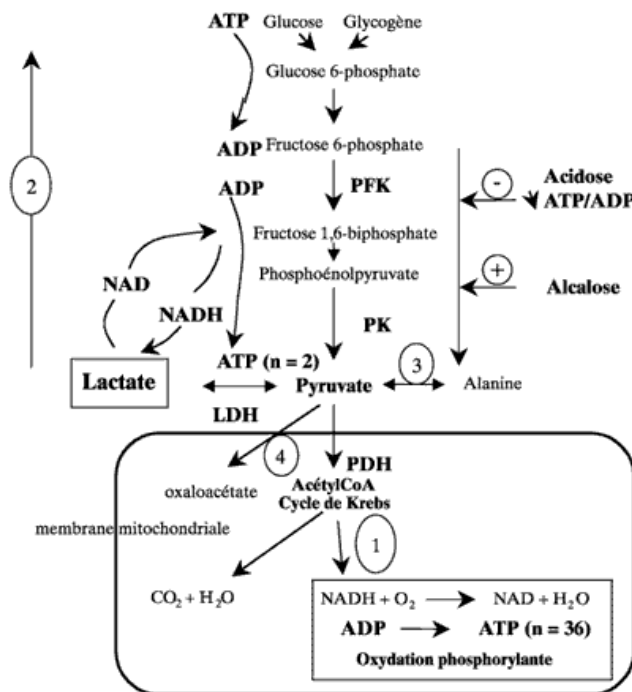 ATP Glucose Glycogène
Glucose 6-phosphate
ADP Fructose 6-phosphate
ADP PFK
- Acidose
ATP/ADP
2
Fructose 1,6-biphosphate
Phosphoénolpyruvate
+ Alcalose
NAD
NADH
PK
ATP (n = 2)
Lactate Pyruvate 3 Alanine
LDH
4 PDH
oxaloacétate AcétylCoA
Cycle de Krebs
membrane mitochondriale
1
CO2 + H2O
NADH + O2 NAD + H2O
ADP ATP (n = 36)
Oxydation phosphorylante